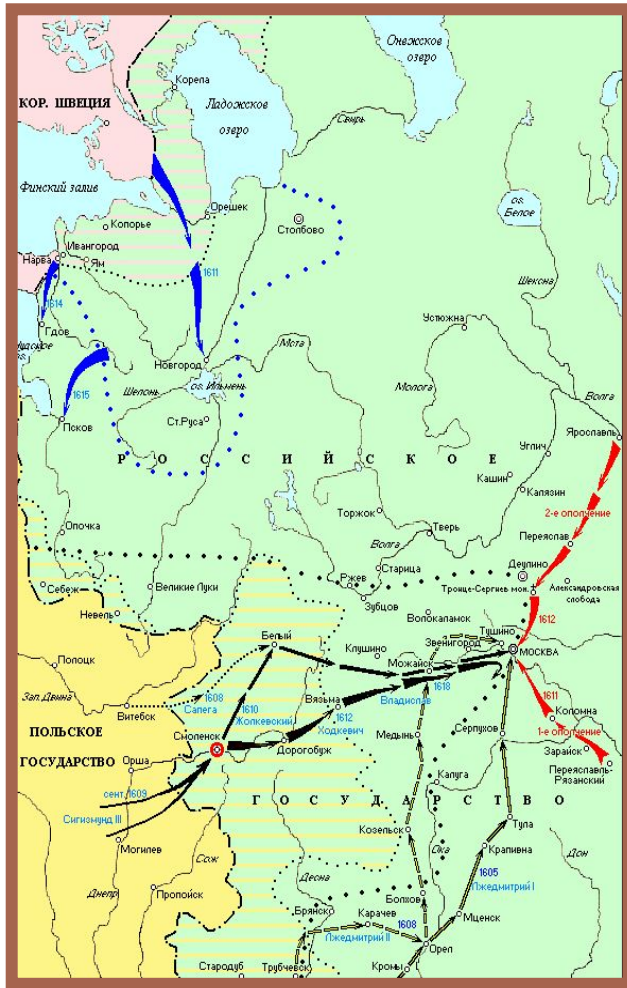 Онежское
озеро
Корела
КОР. ШВЕЦИЯ
Ладожское
озеро
Свирь
Финский залив
Орешек
оз.
Белое
Копорье
Столбово
Ивангород
Нарва
Ям
1611
Шексна
1614
Гдов
Чудское
оз.
Устюжна
Новгород
Мста
1615
Шелонь
оз. Ильмень
Молога
Волга
Псков
Ст.Руса
Ярославль
РОССИЙСКОЕ
Углич
Кашин
Калязин
2-е ополчение
Торжок
Опочка
Тверь
Переяслав
Волга
Старица
Деулино
Себеж
Великие Луки
Ржев
Троице-Сергиев мон.
Александровская
слобода
Зубцов
Невель
Волоколамск
1612
Тушино
Белый
Клушино
Звенигород
МОСКВА
Полоцк
Можайск
1608
Сапега
1618
Зап. Двина
1610
Жолкевский
Вязьма
Владислав
1611
Витебск
1612
Ходкевич
Коломна
Смоленск
1-е ополчение
ПОЛЬСКОЕ
ГОСУДАРСТВО
Дорогобуж
Медынь
Серпухов
Зарайск
Орша
Переяславль-
Рязанский
Калуга
сент. 1609
ГОСУДАРСТВО
Сигизмунд III
Козельск
Тула
Могилев
Ока
Крапивна
Дон
Сож
Десна
1605
Лжедмитрий I
Днепр
Пропойск
Болхов
Брянск
Карачев
Мценск
1608
Лжедмитрий II
Орел
Стародуб
Трубчевск
Кромы